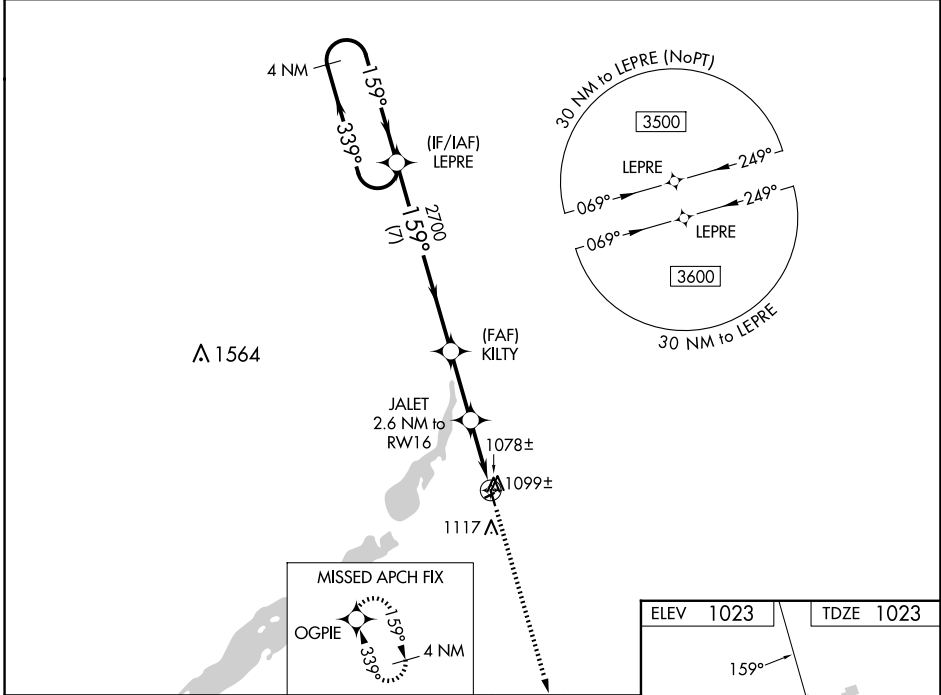 4 NM
159°
339°
(IF/IAF)
LEPRE
2700
159°
(7)
30 NM to LEPRE (NoPT)
3500
LEPRE
249°
069°
249°
069°
LEPRE
3600
30 NM to LEPRE
1564
(FAF)
KILTY
JALET
2.6 NM to
RW16
1078±
1099±
1117
MISSED APCH FIX
OGPIE
159°
339°
4 NM
ELEV 1023
TDZE 1023
159°